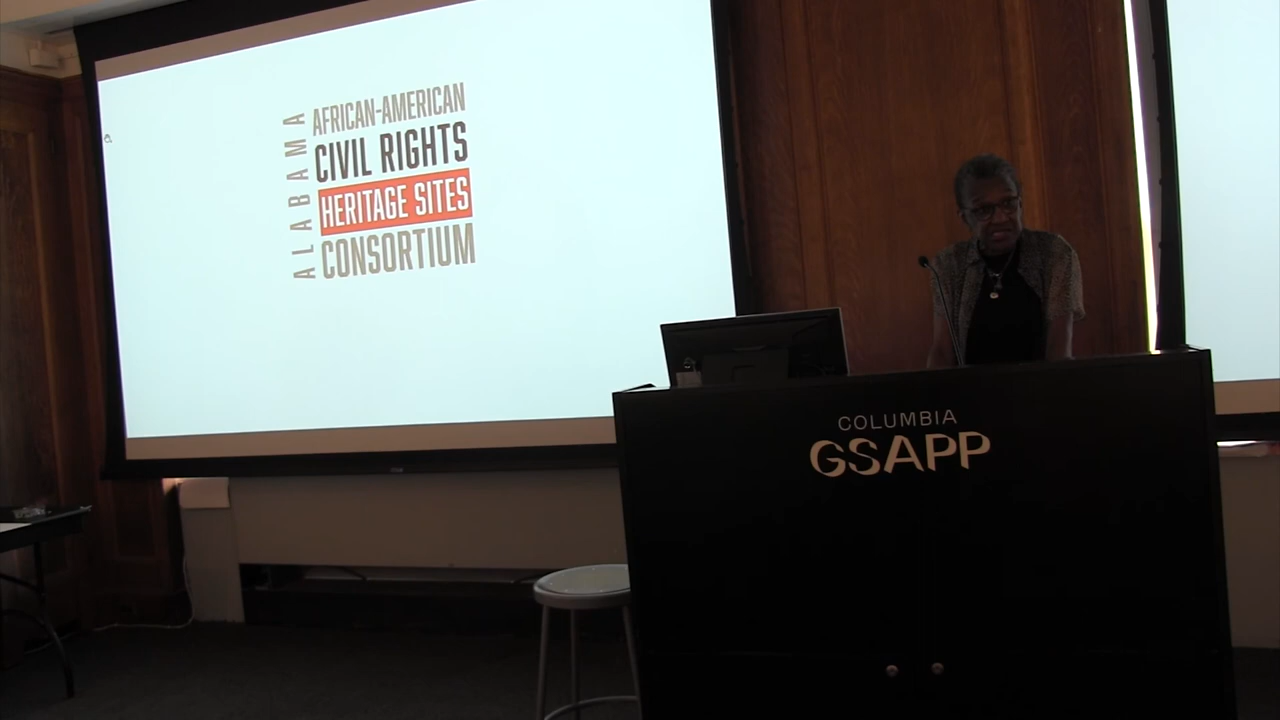 ALABAMA
AFRICAN-AMERICAN
CIVIL RIGHTS
HERITAGE SITES
CONSORTIUM
COLUMBIA
GSAPP